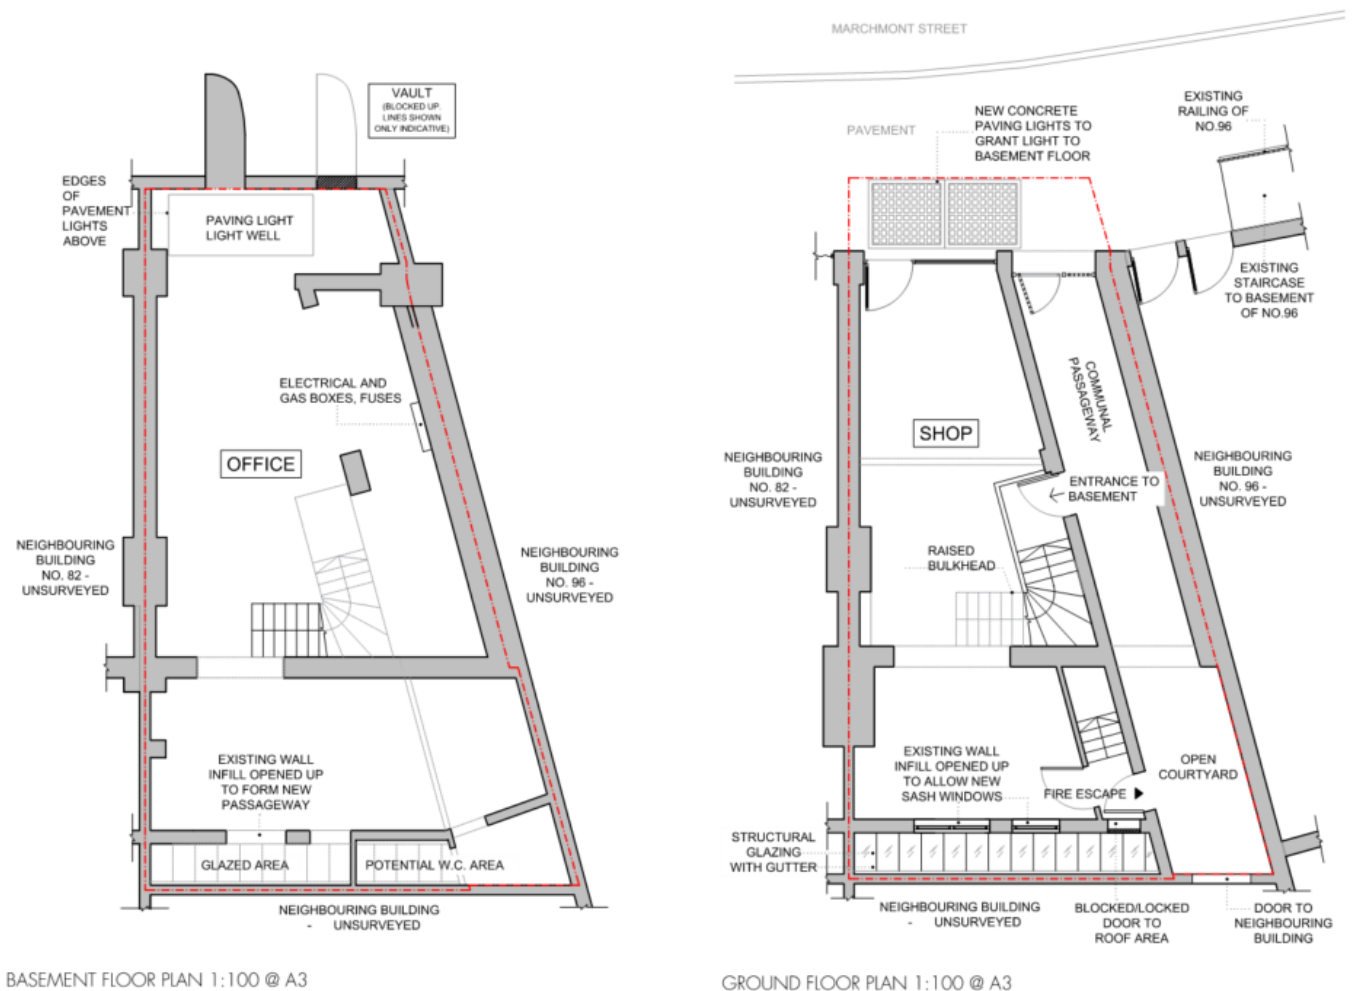 VAULT
(BLOCKED UP.
LINES SHOWN
ONLY INDICATIVE)
EDGES
OF
PAVEMENT
LIGHTS
ABOVE
PAVING LIGHT
LIGHT WELL
ELECTRICAL AND
GAS BOXES, FUSES
OFFICE
NEIGHBOURING
BUILDING
NO. 82 -
UNSURVEYED
NEIGHBOURING
BUILDING
NO. 96 -
UNSURVEYED
EXISTING WALL
INFILL OPENED UP
TO FORM NEW
PASSAGEWAY
GLAZED AREA
POTENTIAL W.C. AREA
NEIGHBOURING BUILDING
- UNSURVEYED
BASEMENT FLOOR PLAN 1:100 @ A3
MARCHMONT STREET
PAVEMENT
NEW CONCRETE
PAVING LIGHTS TO
GRANT LIGHT TO
BASEMENT FLOOR
EXISTING
RAILING OF
NO.96
EXISTING
STAIRCASE
TO BASEMENT
OF NO.96
COMMUNAL
PASSAGEWAY
SHOP
NEIGHBOURING
BUILDING
NO. 82 -
UNSURVEYED
NEIGHBOURING
BUILDING
NO. 96 -
UNSURVEYED
ENTRANCE TO
BASEMENT
RAISED
BULKHEAD
EXISTING WALL
INFILL OPENED UP
TO ALLOW NEW
SASH WINDOWS
OPEN
COURTYARD
FIRE ESCAPE
STRUCTURAL
GLAZING
WITH GUTTER
NEIGHBOURING BUILDING
- UNSURVEYED
BLOCKED/LOCKED
DOOR TO
ROOF AREA
DOOR TO
NEIGHBOURING
BUILDING
GROUND FLOOR PLAN 1:100 @ A3